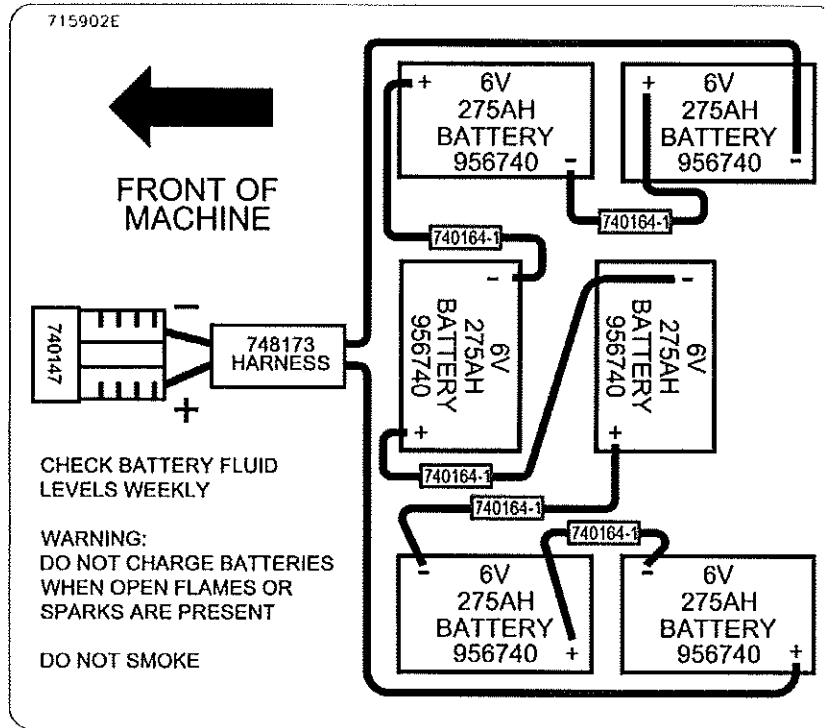 715902E
FRONT OF
MACHINE
+
6V
275AH
BATTERY
956740
-
+
6V
275AH
BATTERY
956740
-
740164-1
740164-1
740147
-
+
748173
HARNESS
-
6V
275AH
BATTERY
956740
+
-
6V
275AH
BATTERY
956740
+
740164-1
740164-1
740164-1
CHECK BATTERY FLUID
LEVELS WEEKLY
WARNING:
DO NOT CHARGE BATTERIES
WHEN OPEN FLAMES OR
SPARKS ARE PRESENT
DO NOT SMOKE
-
6V
275AH
BATTERY
956740
+
-
6V
275AH
BATTERY
956740
+